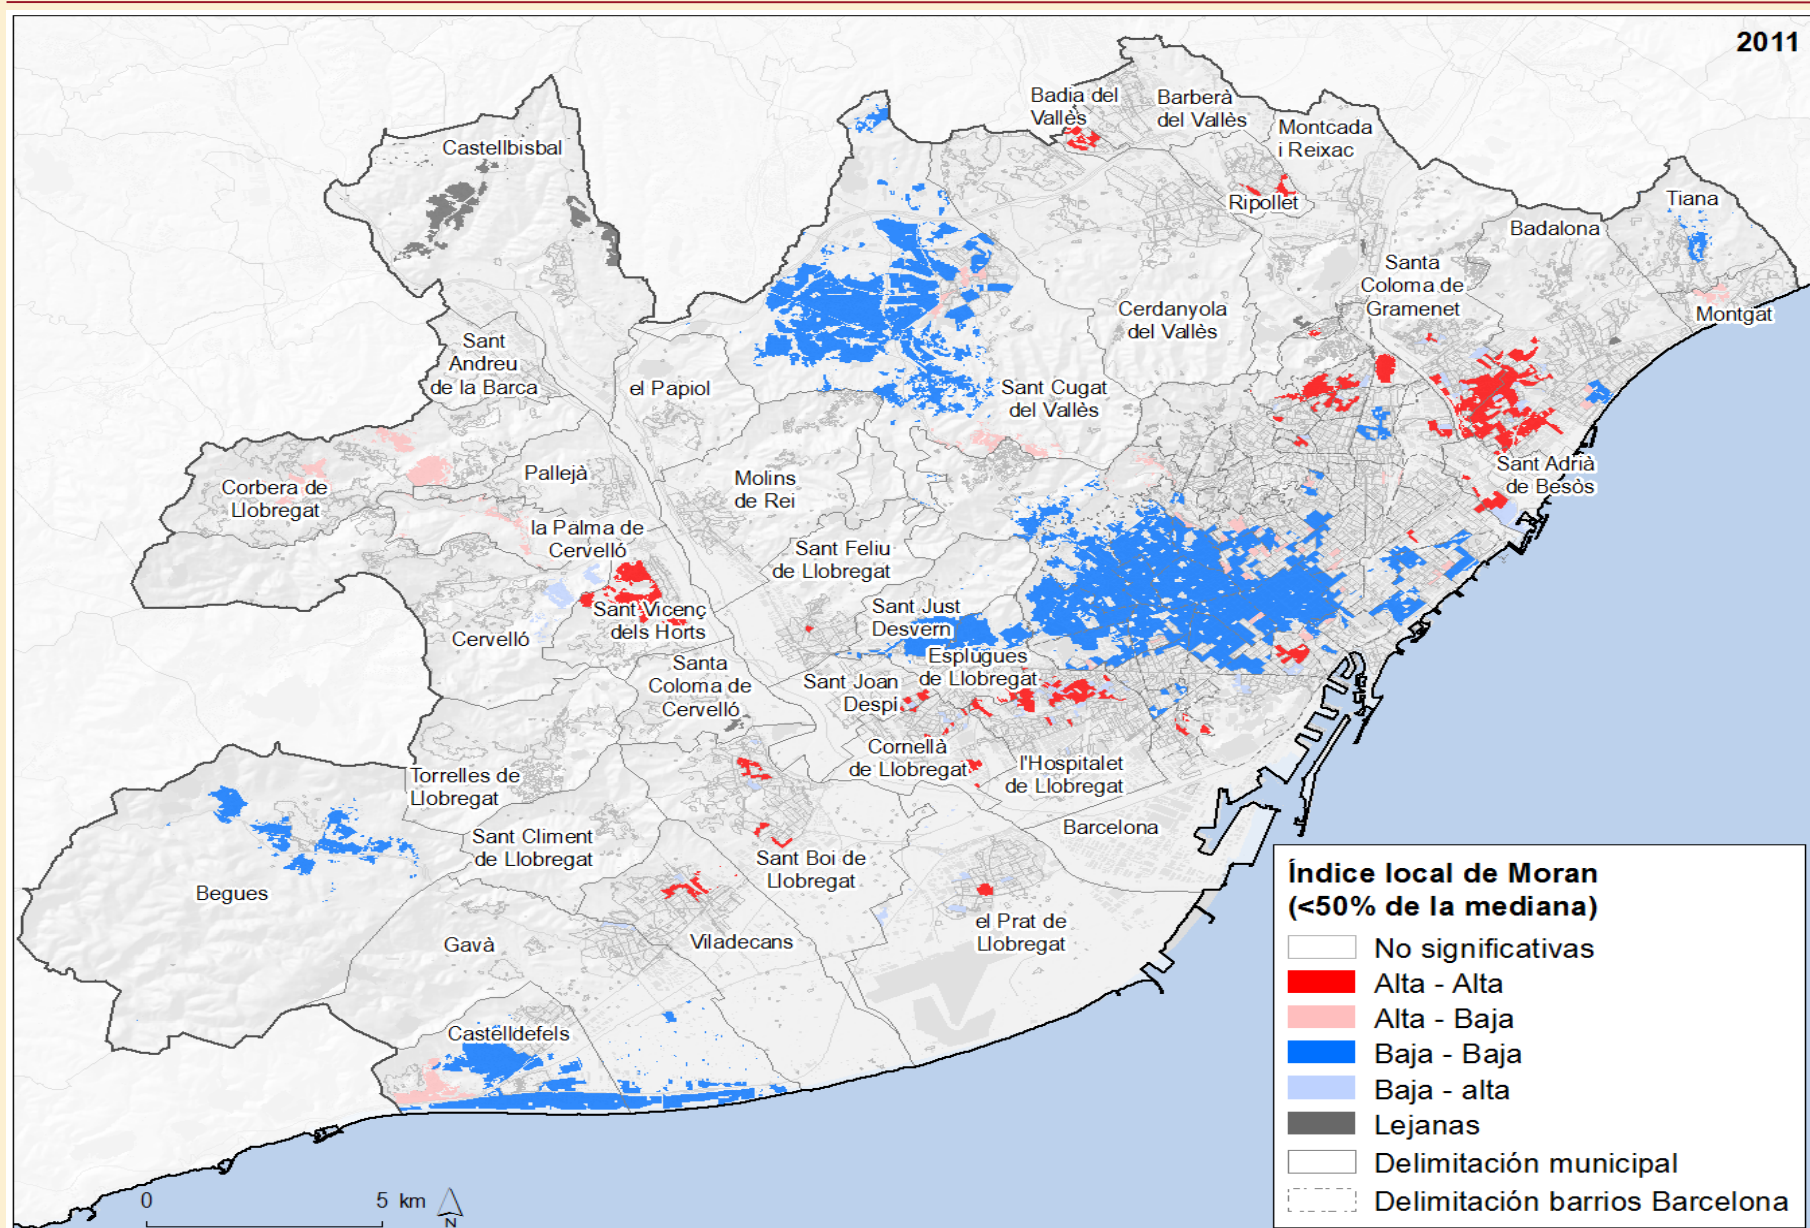 2011
Badia del
Vallès
Barberà
del Vallès
Montcada
i Reixac
Castellbisbal
Ripollet
Tiana
Badalona
Santa
Coloma de
Gramenet
Cerdanyola
del Vallès
Montgat
Sant
Andreu
de la Barca
el Papiol
Sant Cugat
del Vallès
Corbera de
Llobregat
Pallejà
Molins
de Rei
Sant Adrià
de Besòs
la Palma de
Cervelló
Sant Feliu
de Llobregat
Sant Vicenç
dels Horts
Sant Just
Desvern
Cervelló
Esplugues
de Llobregat
Santa
Coloma de
Cervelló
Sant Joan
Despí
Cornellà
de Llobregat
l'Hospitalet
de Llobregat
Torrelles de
Llobregat
Sant Climent
de Llobregat
Barcelona
Sant Boi de
Llobregat
Begues
el Prat de
Llobregat
Gavà
Viladecans
Castelldefels
Índice local de Moran
(<50% de la mediana)
No significativas
Alta - Alta
Alta - Baja
Baja - Baja
Baja - alta
Lejanas
Delimitación municipal
Delimitación barrios Barcelona
0 5 km
N